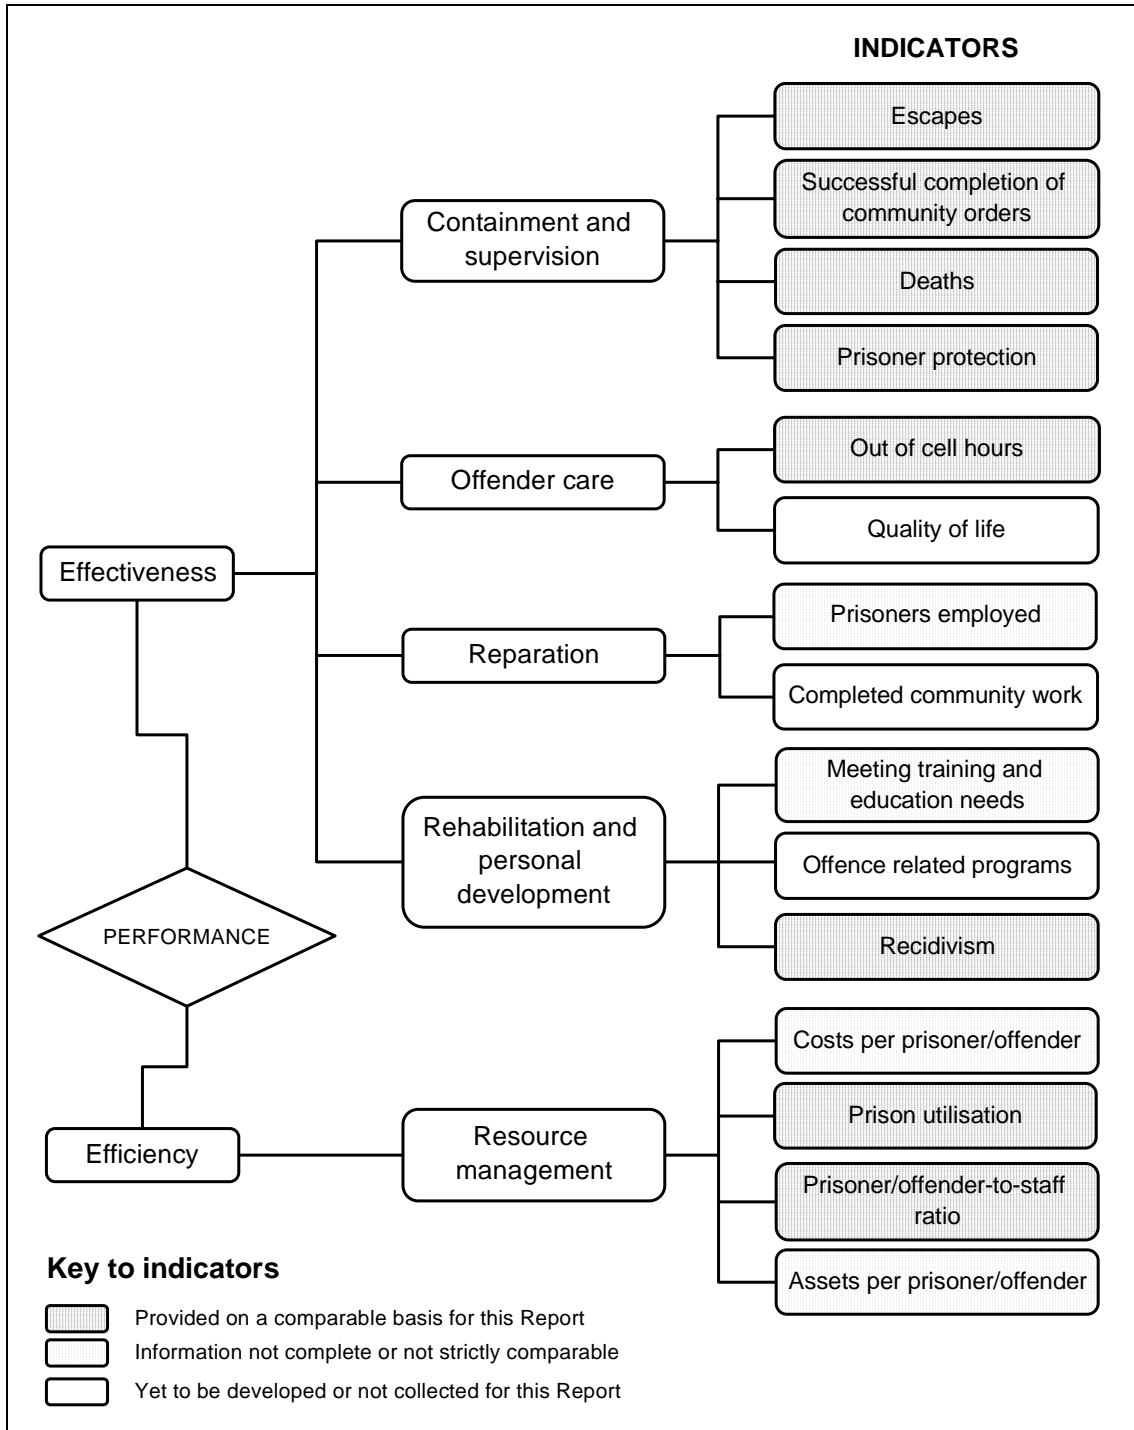 INDICATORS
Escapes
Successful completion of
community orders
Containment and
supervision
Deaths
Prisoner protection
Out of cell hours
Offender care
Quality of life
Effectiveness
Prisoners employed
Reparation
Completed community work
Meeting training and
education needs
Rehabilitation and
personal
development
Offence related programs
Recidivism
PERFORMANCE
Costs per prisoner/offender
Prison utilisation
Efficiency
Resource
management
Prisoner/offender-to-staff
ratio
Assets per prisoner/offender
Key to indicators
Provided on a comparable basis for this Report
Information not complete or not strictly comparable
Yet to be developed or not collected for this Report